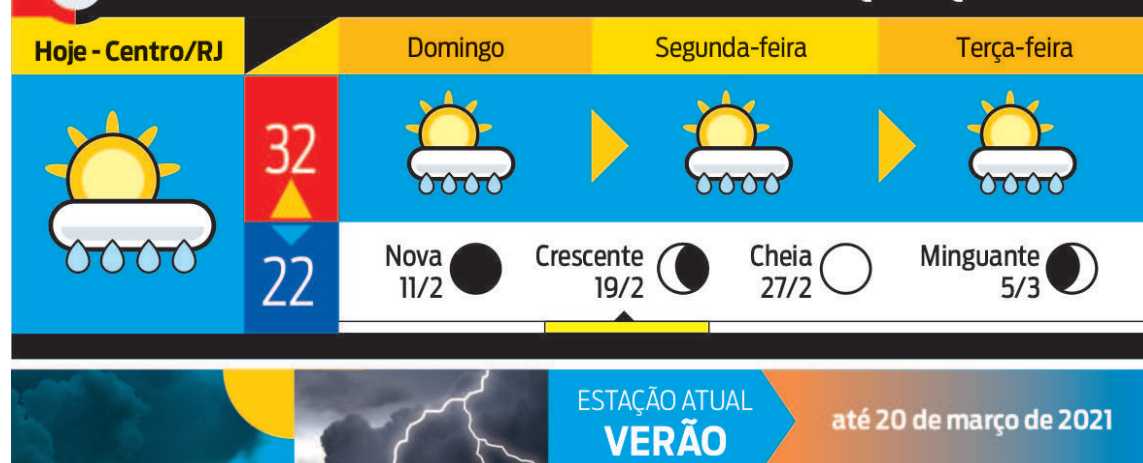 Hoje - Centro/RJ
Domingo
Segunda-feira
Terça-feira
32
22
Nova
11/2
Crescente
19/2
Cheia
27/2
Minguante
5/3
ESTAÇÃO ATUAL
VERÃO
até 20 de março de 2021